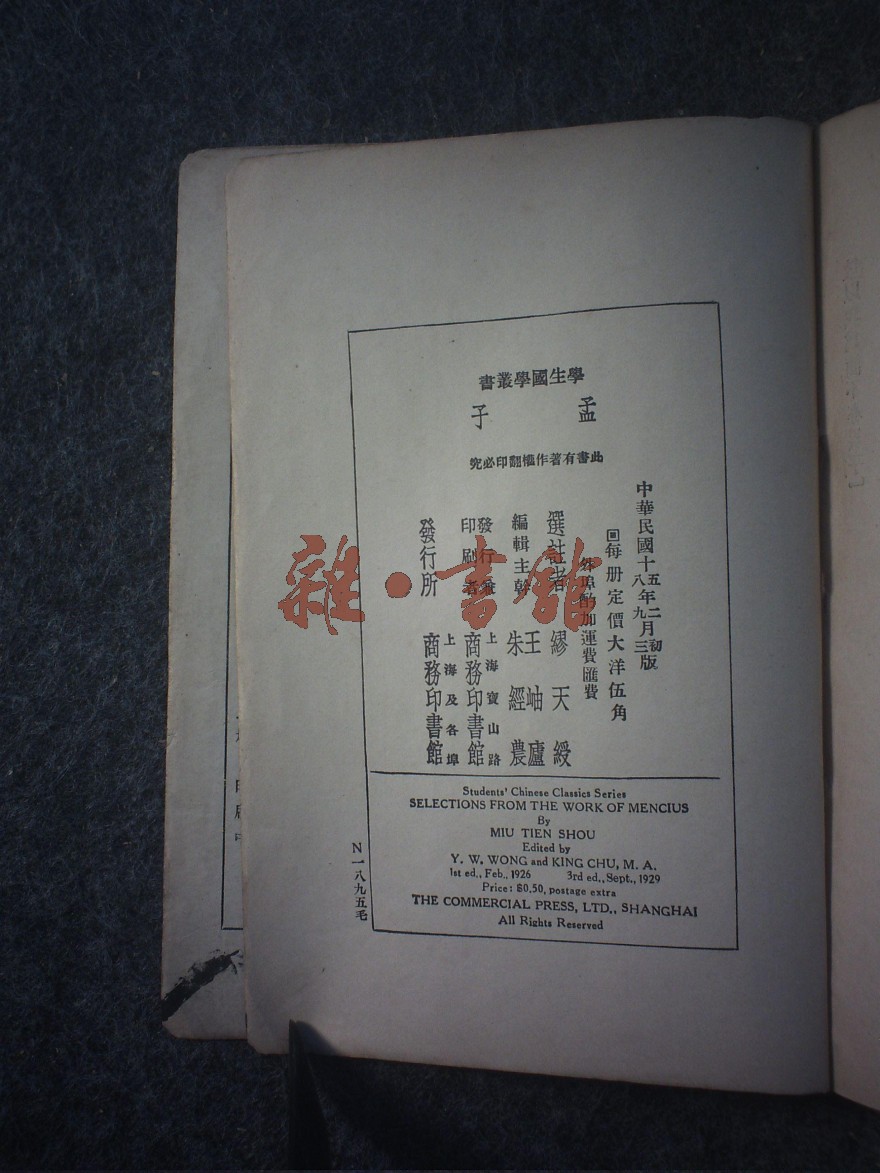 學生國學叢書
孟子
此書有著作權翻印必究
中華民國十五年二月初版
八九三
每册定價大洋伍角
外埠酌加運費匯費
選註者 繆天綬
編輯主幹 王岫廬
朱經農
發行兼印刷者 上海寶山路
商務印書館
發行所 上海及各埠
商務印書館
Students' Chinese Classics Series
SELECTIONS FROM THE WORK OF MENCIUS
By
MIU TIEN SHOU
Edited by
Y. W. WONG and KING CHU, M. A.
1st ed., Feb., 1926 3rd ed., Sept., 1929
Price: $0.50, postage extra
THE COMMERCIAL PRESS, LTD., SHANGHAI
All Rights Reserved
N一八九五毛
雜·書館